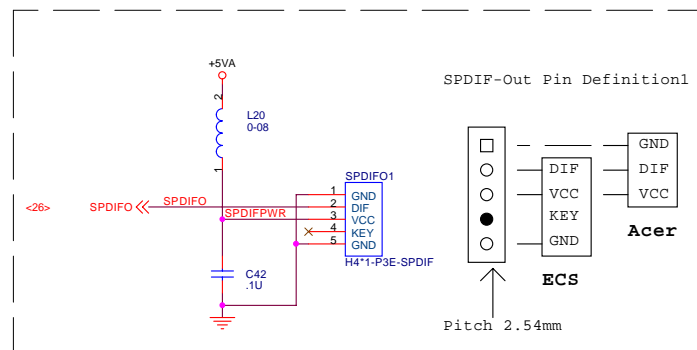 +5VA
SPDIF-Out Pin Definition1
2
L20
0-08
1
SPDIFO1
<26>
SPDIFO
SPDIFO
SPDIFPWR
1
2
3
4
5
GND
DIF
VCC
KEY
GND
H4*1-P3E-SPDIF
C42
.1U
DIF
VCC
KEY
GND
ECS
GND
DIF
VCC
Acer
Pitch 2.54mm